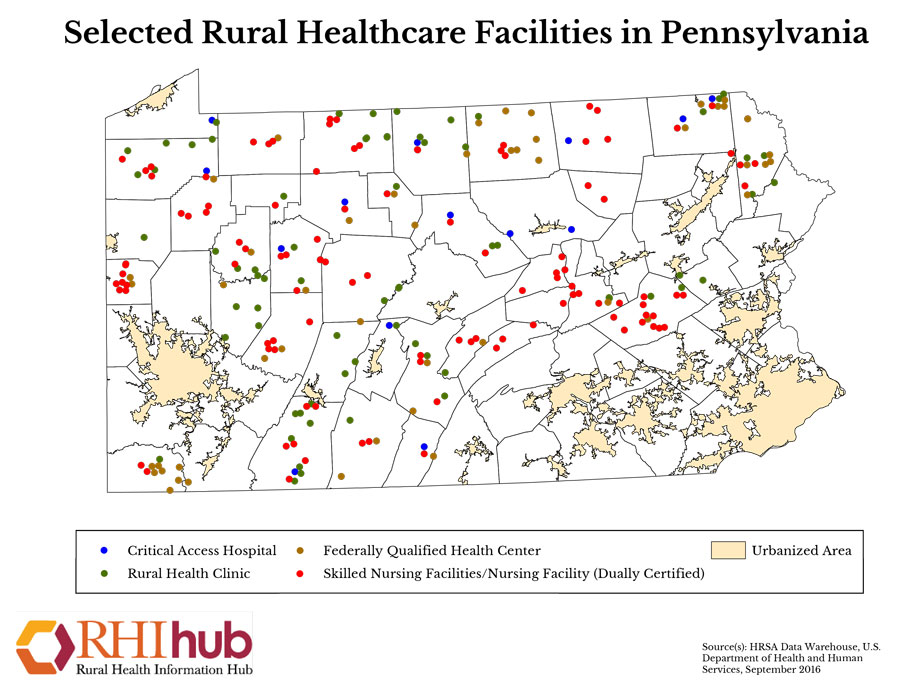 Selected Rural Healthcare Facilities in Pennsylvania
Critical Access Hospital
Federally Qualified Health Center
Urbanized Area
Rural Health Clinic
Skilled Nursing Facilities/Nursing Facility (Dually Certified)
RHIhub
Rural Health Information Hub
Source(s): HRSA Data Warehouse, U.S.
Department of Health and Human
Services, September 2016